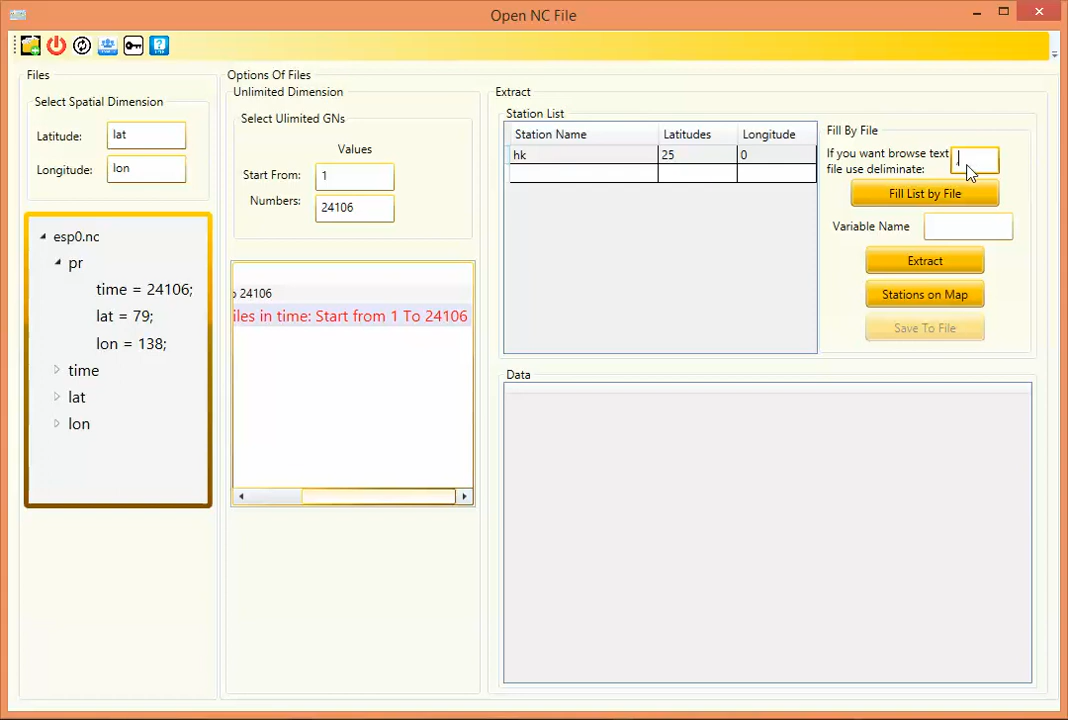 Open NC File
Files
Select Spatial Dimension
Latitude:
lat
Longitude:
lon
esp0.nc
pr
time = 24106;
lat = 79;
lon = 138;
time
lat
lon
Options Of Files
Unlimited Dimension
Select Ulimited GNs
Values
Start From:
1
Numbers:
24106
24106
iles in time: Start from 1 To 24106
Extract
Station List
Station Name Latitudes Longitude
hk 25 0
Fill By File
If you want browse text
file use deliminate:
Fill List by File
Variable Name
Extract
Stations on Map
Save To File
Data